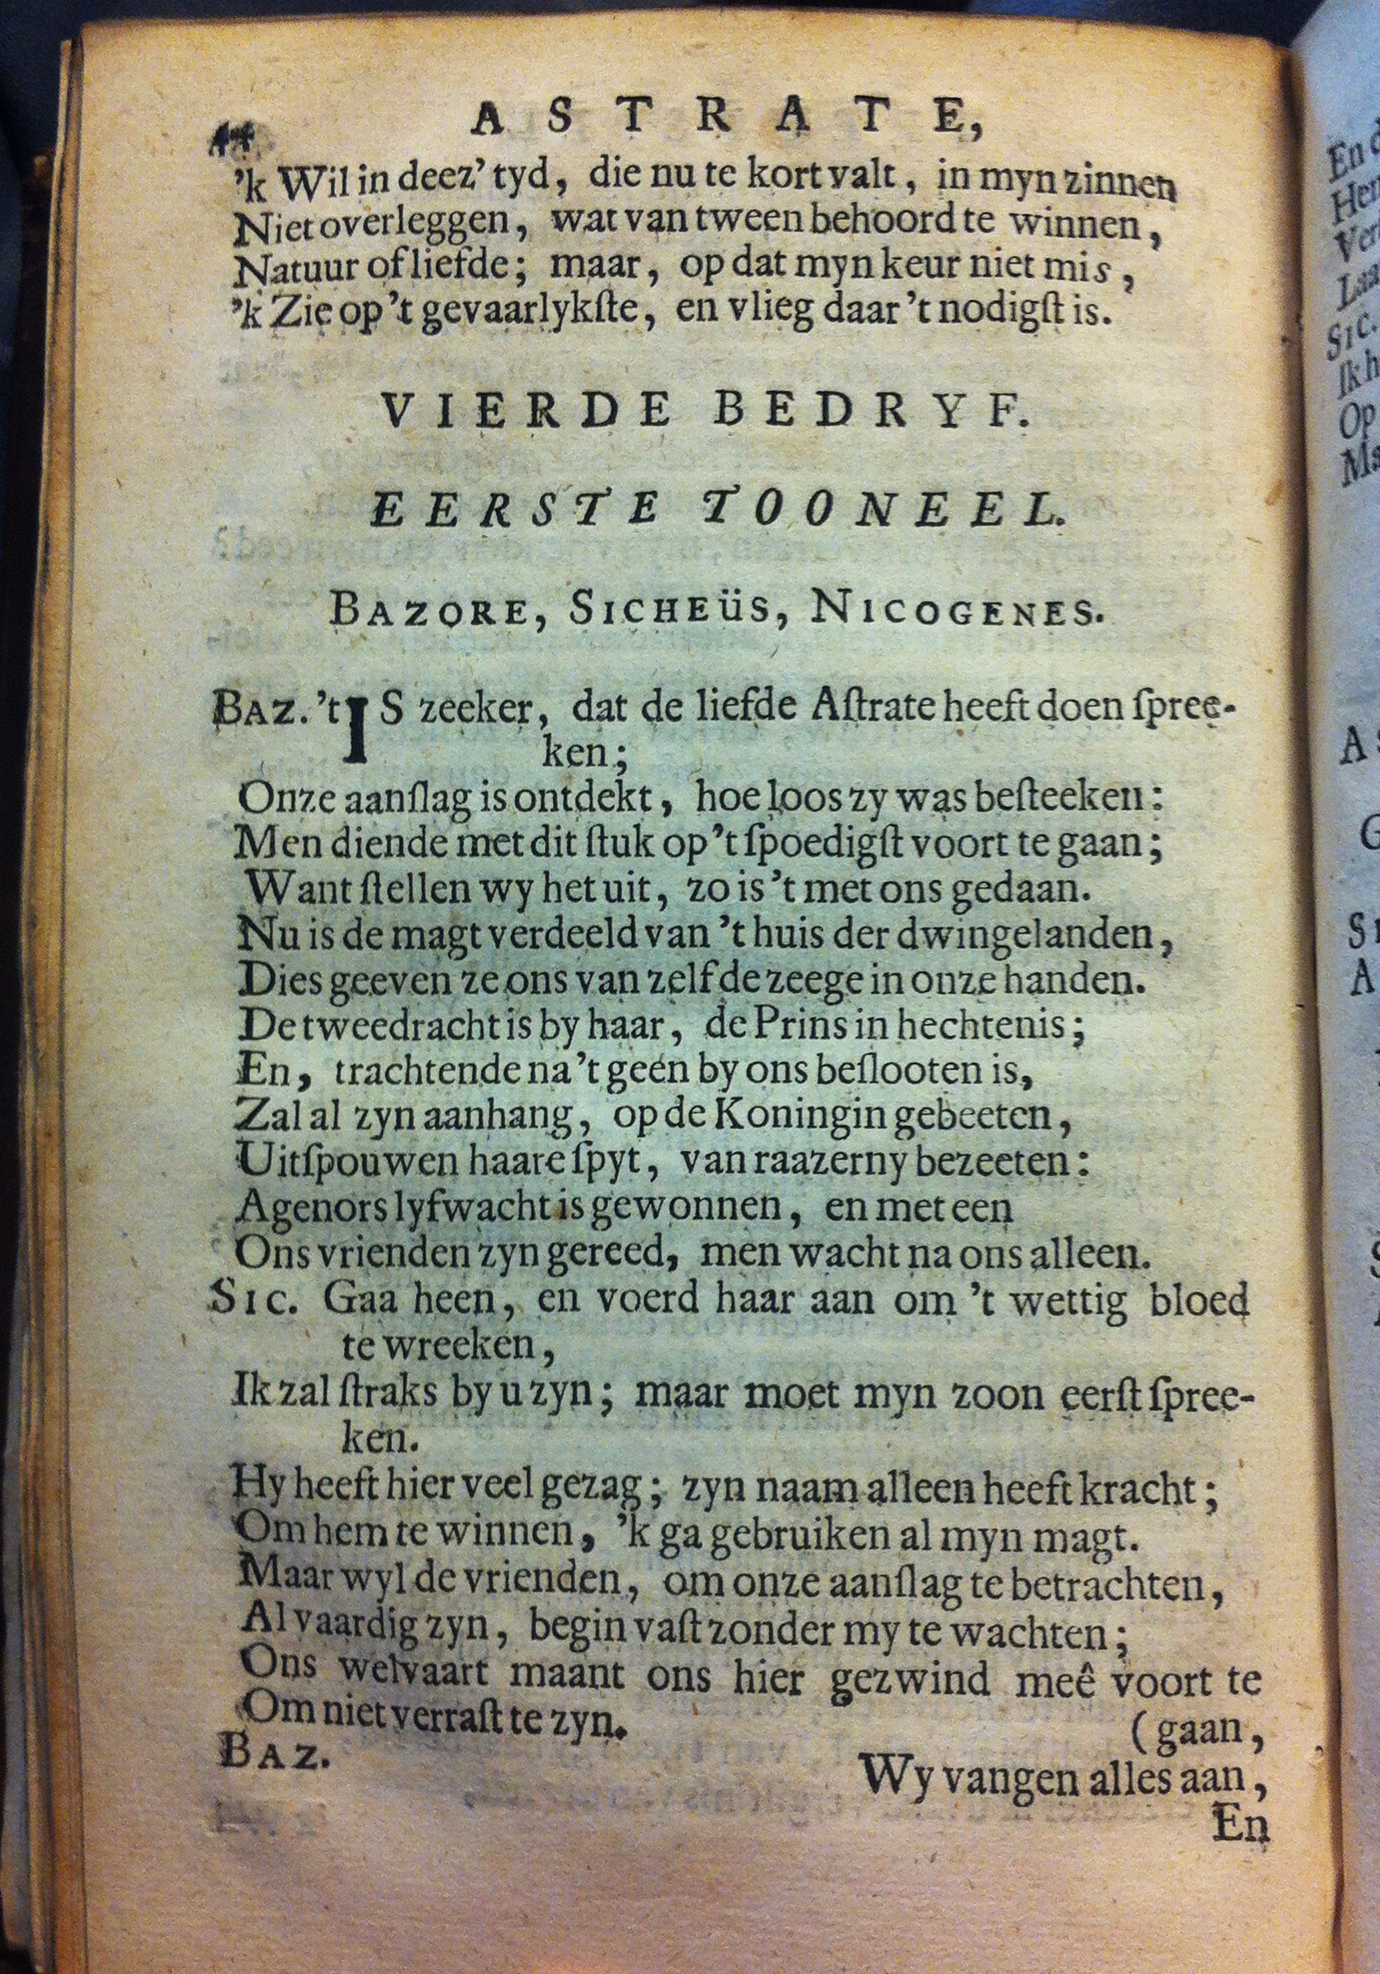 44
ASTRATE,
’k Wil in deez’ tyd, die nu te kort valt, in myn zinnen
Niet overleggen, wat van tween behoord te winnen,
Natuur of liefde; maar, op dat myn keur niet mis,
’k Zie op ’t gevaarlykſte, en vlieg daar ’t nodigſt is.
VIERDE BEDRYF.
EERSTE TOONEEL.
BAZORE, SICHEüS, NICOGENES.
BAZ. ’t IS zeeker, dat de liefde Aſtrate heeft doen ſpree-
ken;
Onze aanſlag is ontdekt, hoe loos zy was beſteeken:
Men diende met dit ſtuk op ’t ſpoedigſt voort te gaan;
Want ſtellen wy het uit, zo is ’t met ons gedaan.
Nu is de magt verdeeld van ’t huis der dwingelanden,
Dies geeven ze ons van zelf de zeege in onze handen.
De tweedracht is by haar, de Prins in hechtenis;
En, trachtende na ’t geén by ons beſlooten is,
Zal al zyn aanhang, op de Koningin gebeeten,
Uitſpouwen haare ſpyt, van raazerny bezeeten:
Agenors lyfwacht is gewonnen, en met een
Ons vrienden zyn gereed, men wacht na ons alleen.
SIC. Gaa heen, en voerd haar aan om ’t wettig bloed
te wreeken,
Ik zal ſtraks by u zyn; maar moet myn zoon eerſt ſpree-
ken.
Hy heeft hier veel gezag; zyn naam alleen heeft kracht;
Om hem te winnen, ’k ga gebruiken al myn magt.
Maar wyl de vrienden, om onze aanſlag te betrachten,
Al vaardig zyn, begin vaſt zonder my te wachten;
Ons welvaart maant ons hier gezwind meê voort te
Om niet verraſt te zyn. (gaan,
BAZ. Wy vangen alles aan,
En